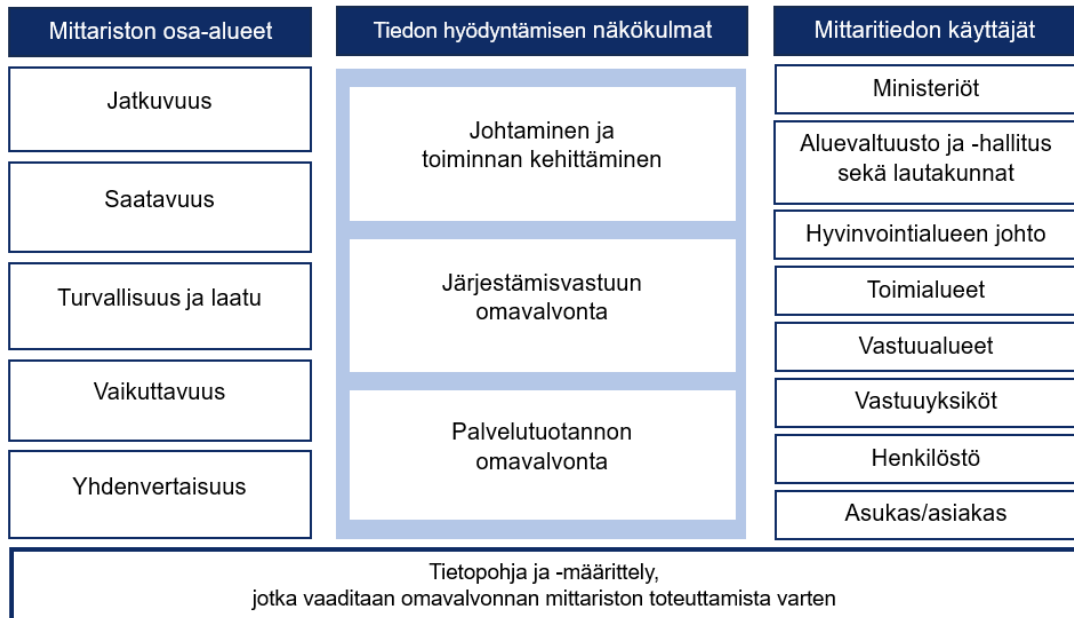 Mittariston osa-alueet
Jatkuvuus
Saatavuus
Turvallisuus ja laatu
Vaikuttavuus
Yhdenvertaisuus
Tiedon hyödyntämisen näkökulmat
Johtaminen ja
toiminnan kehittäminen
Järjestämisvastuun
omavalvonta
Palvelutuotannon
omavalvonta
Mittaritiedon käyttäjät
Ministeriöt
Aluevaltuusto ja -hallitus
sekä lautakunnat
Hyvinvointialueen johto
Toimialueet
Vastuualueet
Vastuuyksiköt
Henkilöstö
Asukas/asiakas
Tietopohja ja -määrittely,
jotka vaaditaan omavalvonnan mittariston toteuttamista varten